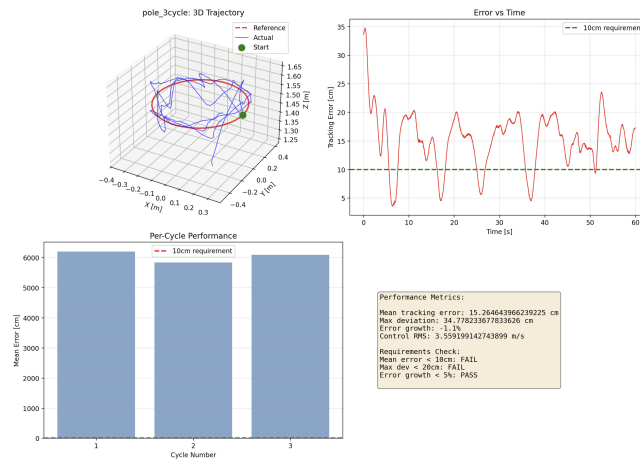 pole_3cycle: 3D Trajectory
Reference
Actual
Start
1.65
1.60
1.55
1.50
1.45
1.40
1.35
1.30
1.25
Z [m]
0.4
0.2
0.0
−0.2
−0.4
Y [m]
−0.4
−0.3
−0.2
−0.1
0.0
0.1
0.2
0.3
X [m]
Error vs Time
10cm requirement
35
30
25
20
15
10
5
Tracking Error [cm]
0
10
20
30
40
50
60
Time [s]
Per-Cycle Performance
10cm requirement
6000
5000
4000
3000
2000
1000
0
Mean Error [cm]
1
2
3
Cycle Number
Performance Metrics:
Mean tracking error: 15.264643966239225 cm
Max deviation: 34.778233677833626 cm
Error growth: -1.1%
Control RMS: 3.559199142743899 m/s
Requirements Check:
Mean error < 10cm: FAIL
Max dev < 20cm: FAIL
Error growth < 5%: PASS